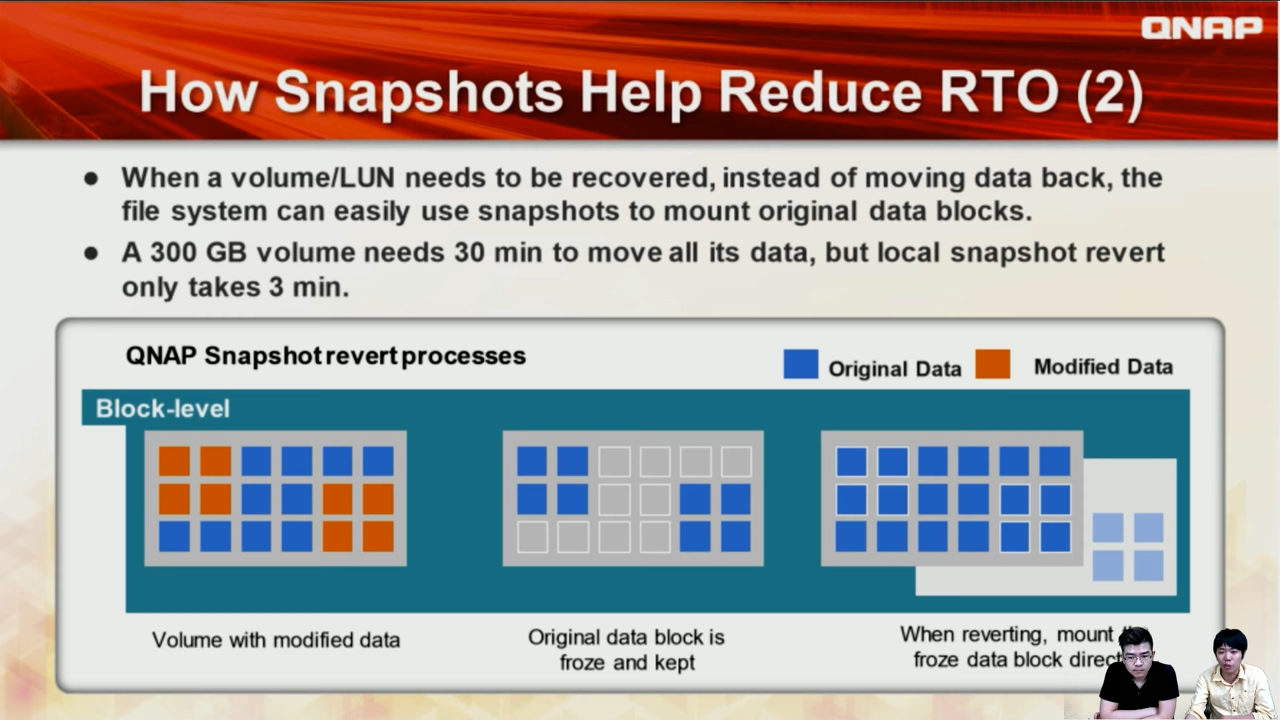 QNAP
How Snapshots Help Reduce RTO (2)
● When a volume/LUN needs to be recovered, instead of moving data back, the
file system can easily use snapshots to mount original data blocks.
● A 300 GB volume needs 30 min to move all its data, but local snapshot revert
only takes 3 min.
QNAP Snapshot revert processes
Original Data
Modified Data
Block-level
Volume with modified data
Original data block is
froze and kept
When reverting, mount
froze data block